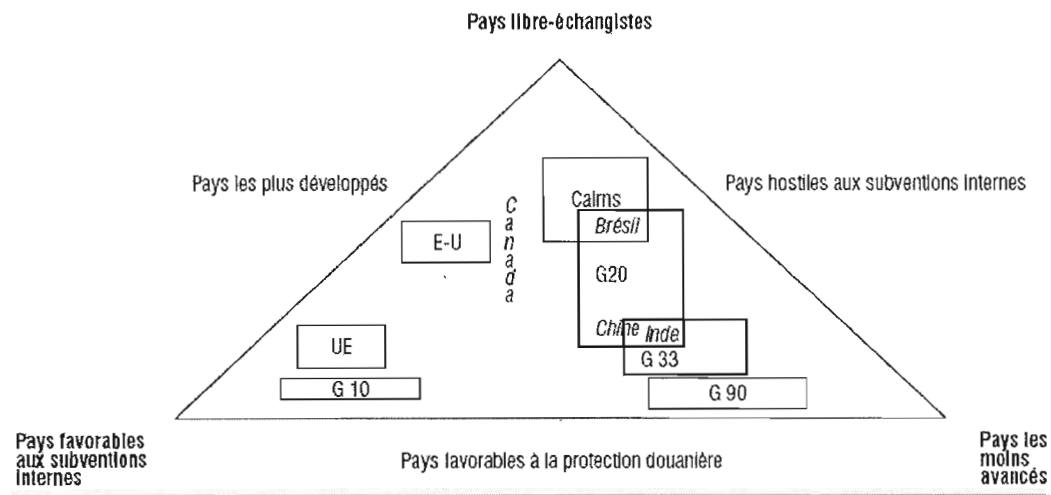 Pays libre-échangistes
Pays les plus développés
Pays hostiles aux subventions internes
Canada
Cairns
Brésil
E-U
G20
Chine
Inde
UE
G 33
G 10
G 90
Pays favorables
aux subventions
internes
Pays favorables à la protection douanière
Pays les
moins
avancés